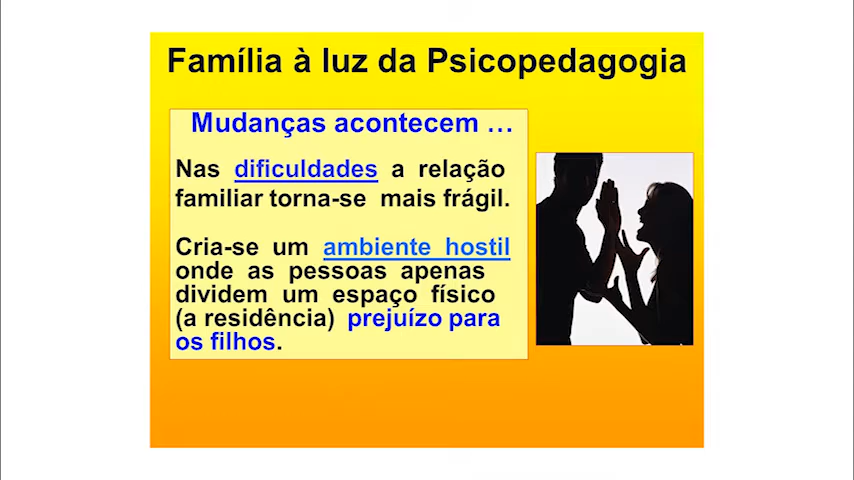 Família à luz da Psicopedagogia
Mudanças acontecem ...
Nas dificuldades a relação
familiar torna-se mais frágil.
Cria-se um ambiente hostil
onde as pessoas apenas
dividem um espaço físico
(a residência) prejuízo para
os filhos.